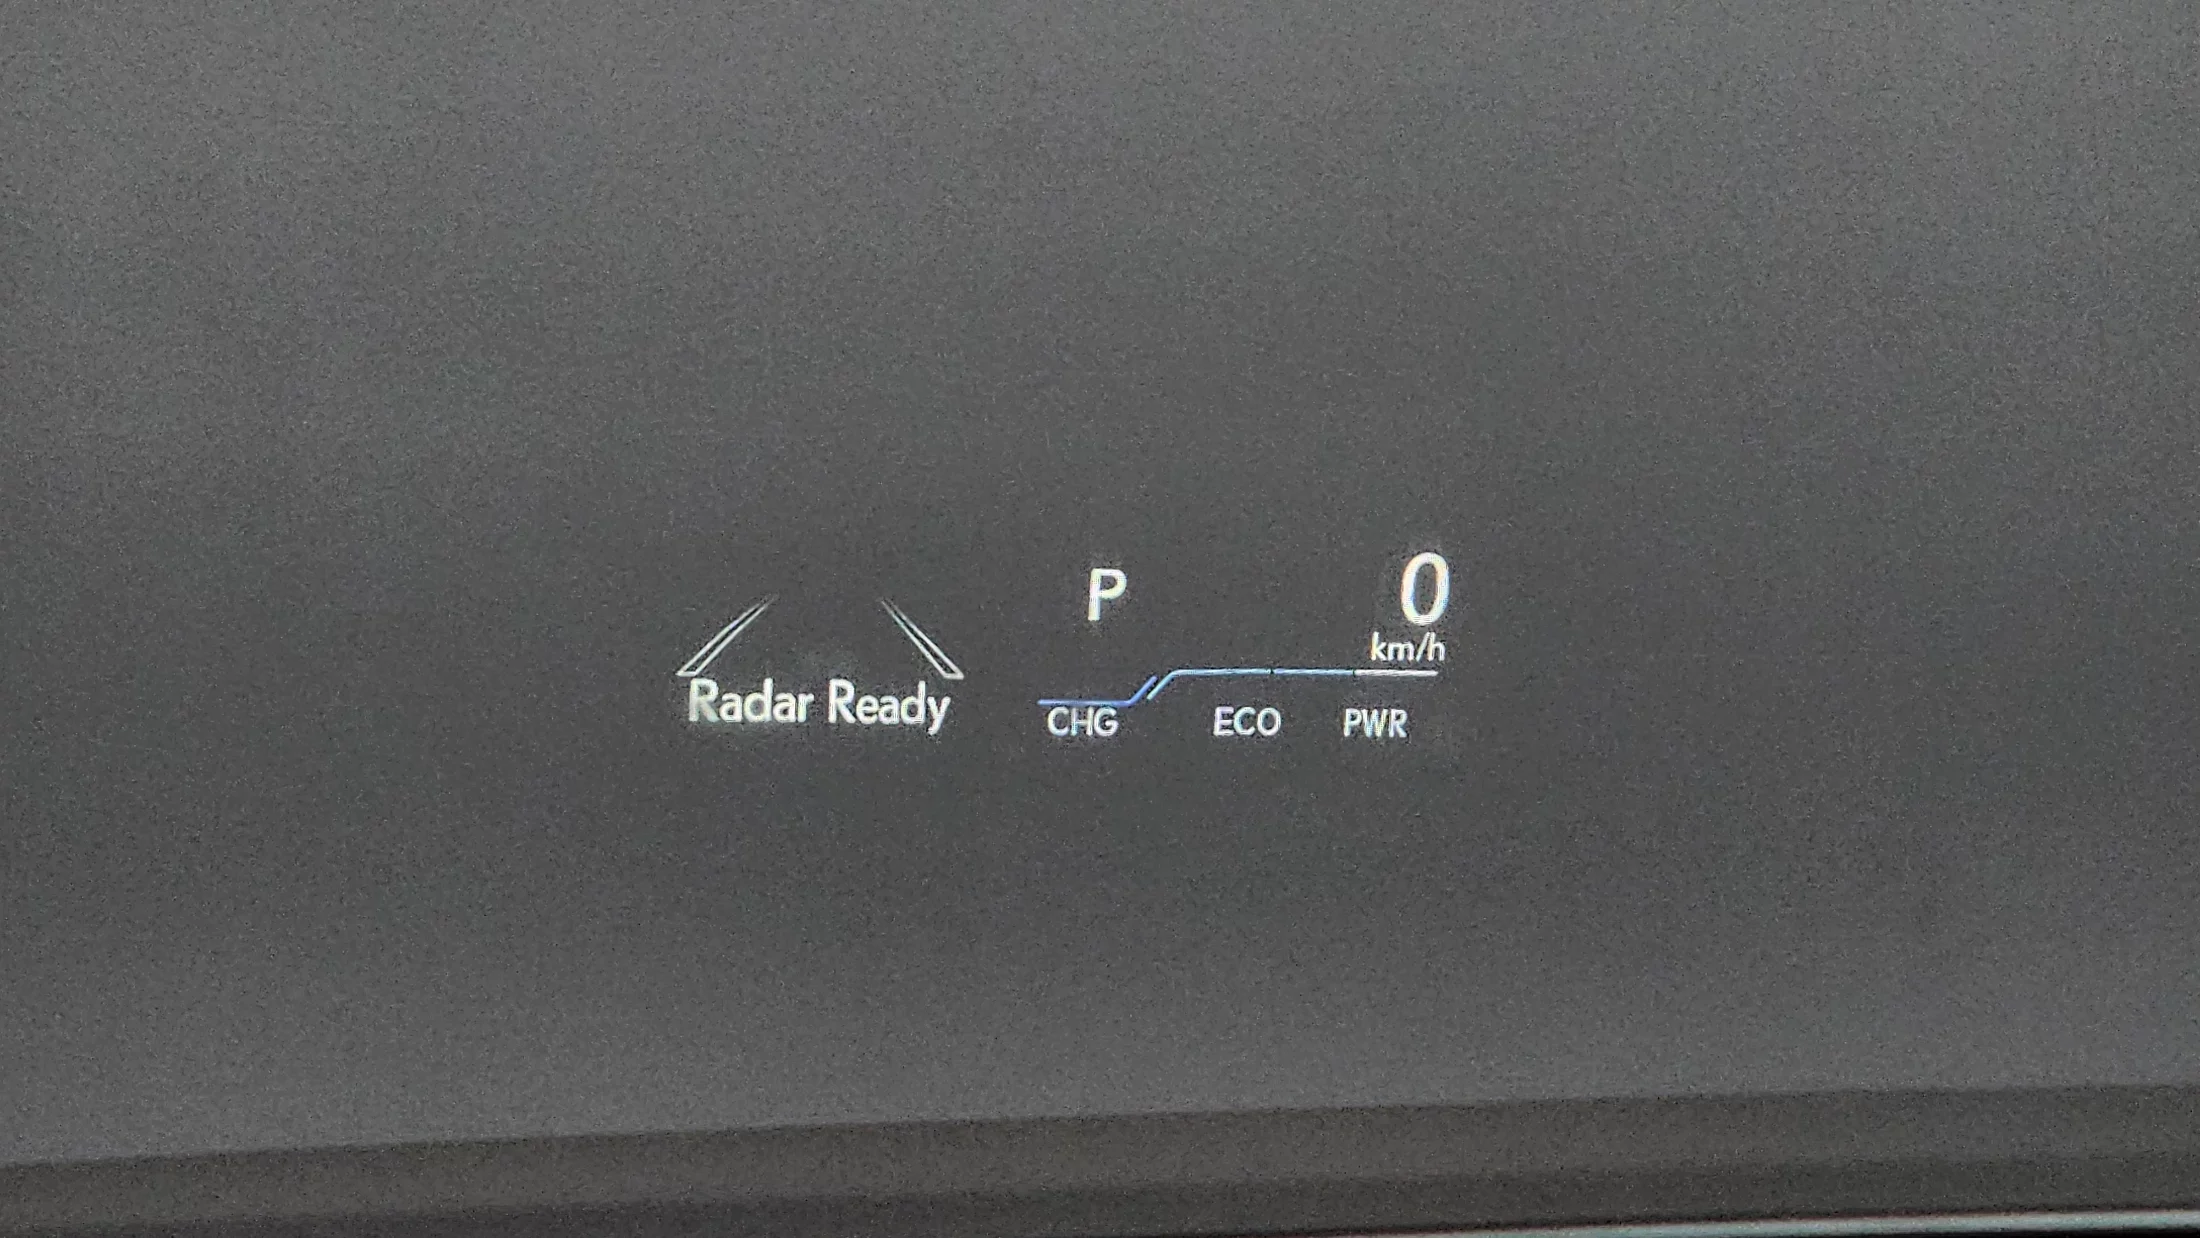 P
0
km/h
Radar Ready
CHG
ECO
PWR